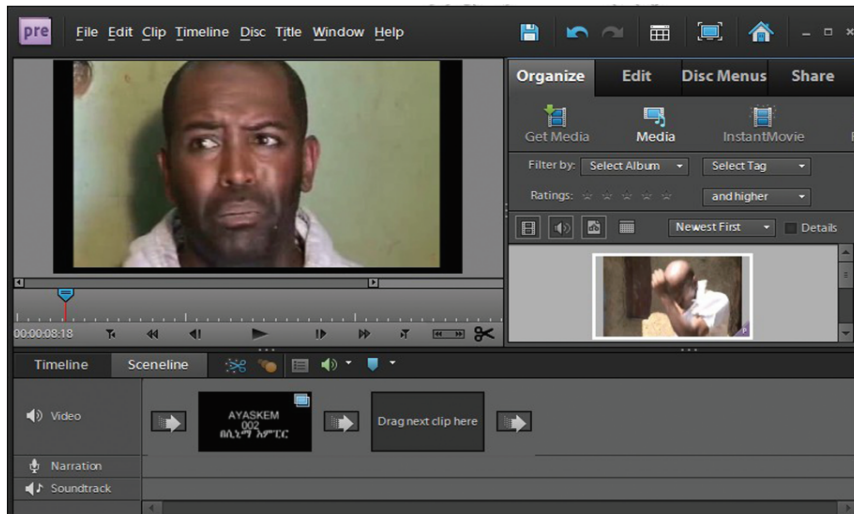 pre File Edit Clip Timeline Disc Title Window Help
Organize Edit Disc Menus Share
Get Media Media InstantMovie
Filter by: Select Album Select Tag
Ratings: and higher
Newest First Details
00:00:08:18
Timeline Sceneline
Video
AYASKEM
002
በሲኒማ እምፓር
Drag next clip here
Narration
Soundtrack